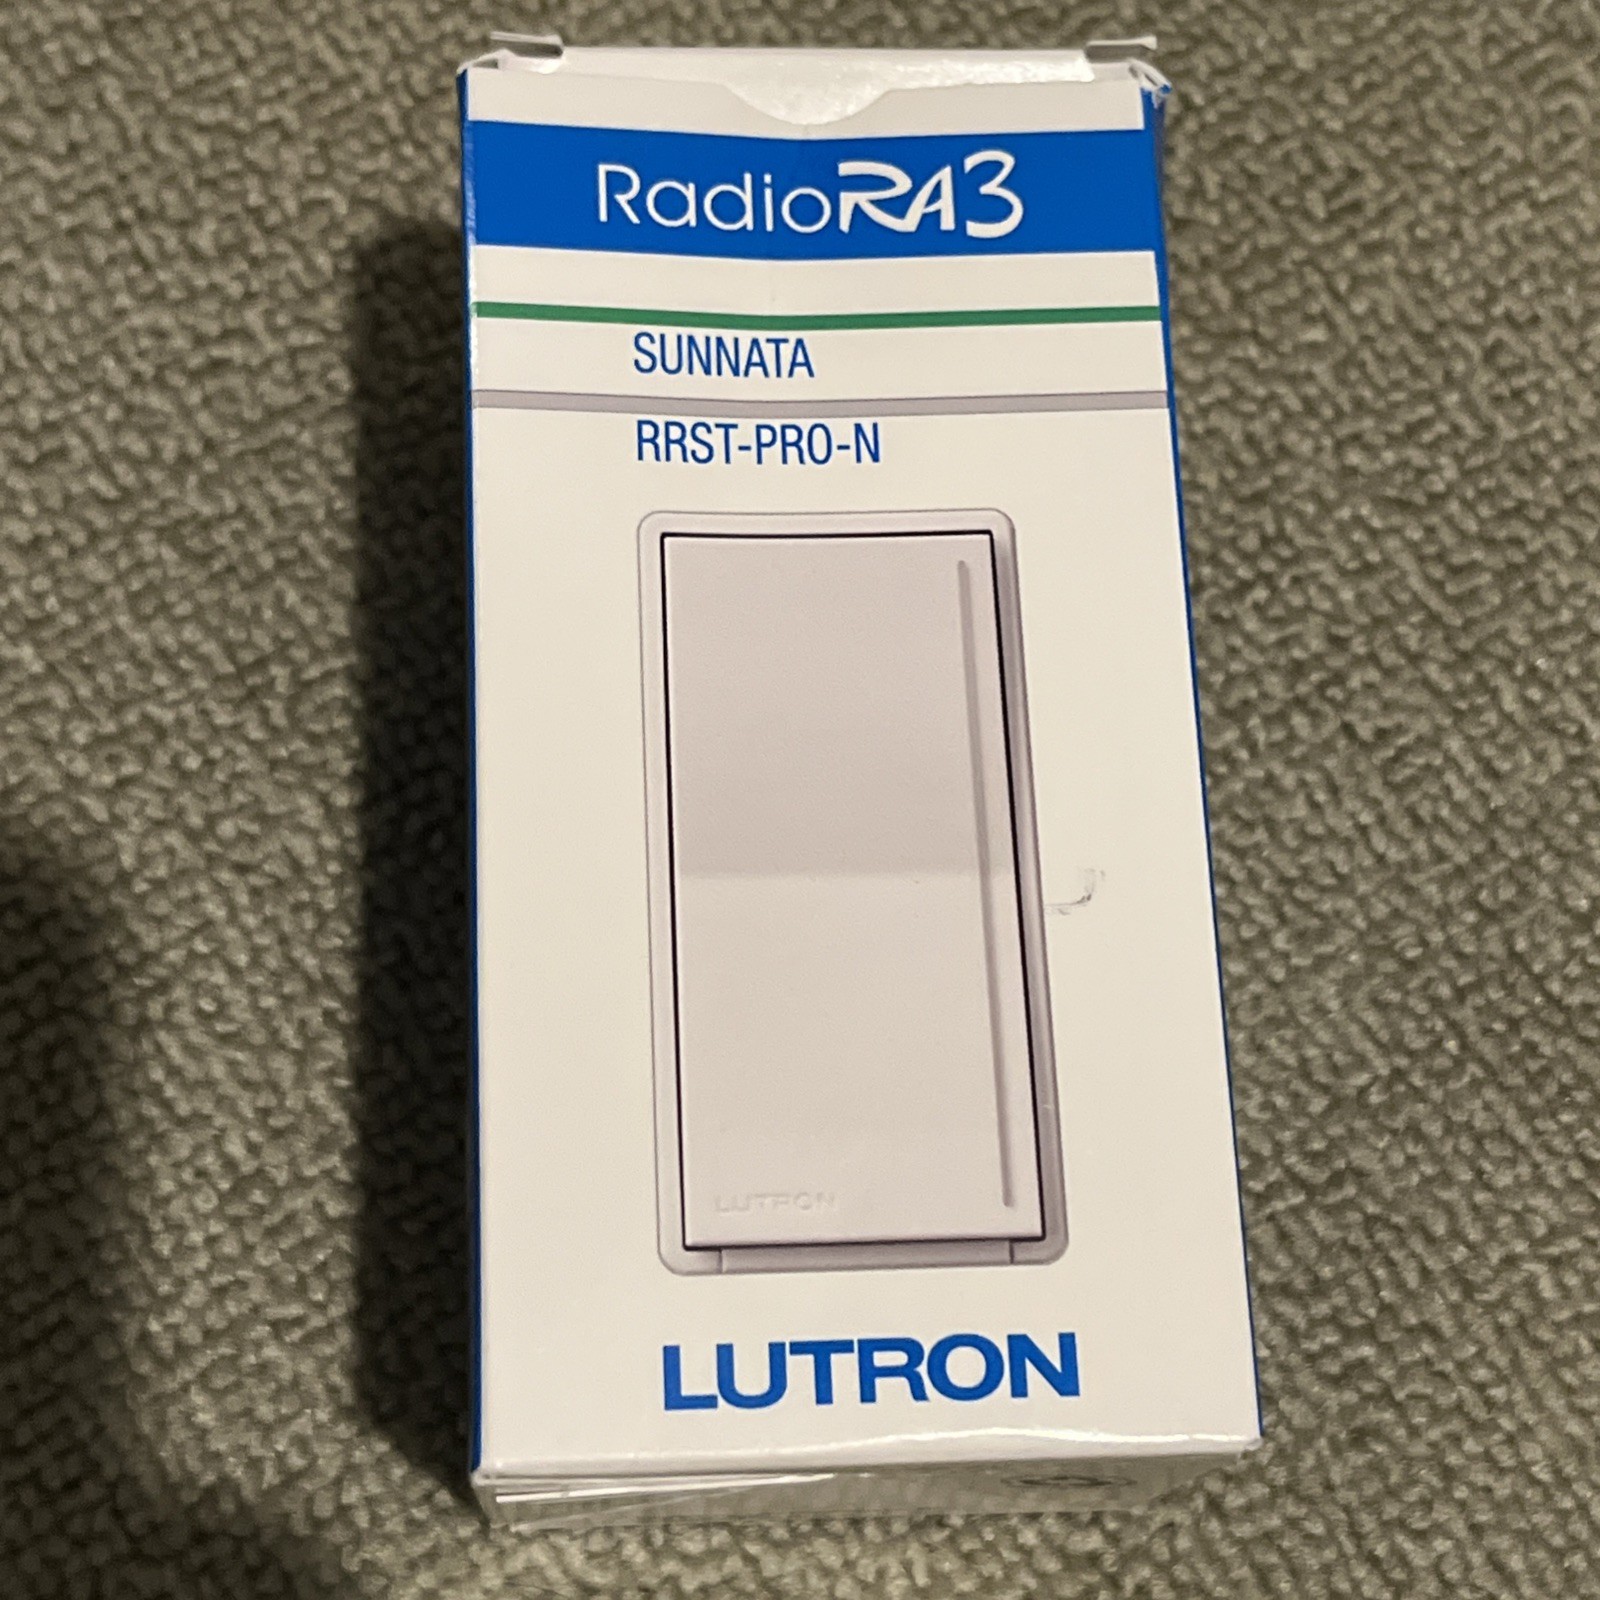 RadioRA3
SUNNATA
RRST-PRO-N
LUTRON
LUTRON